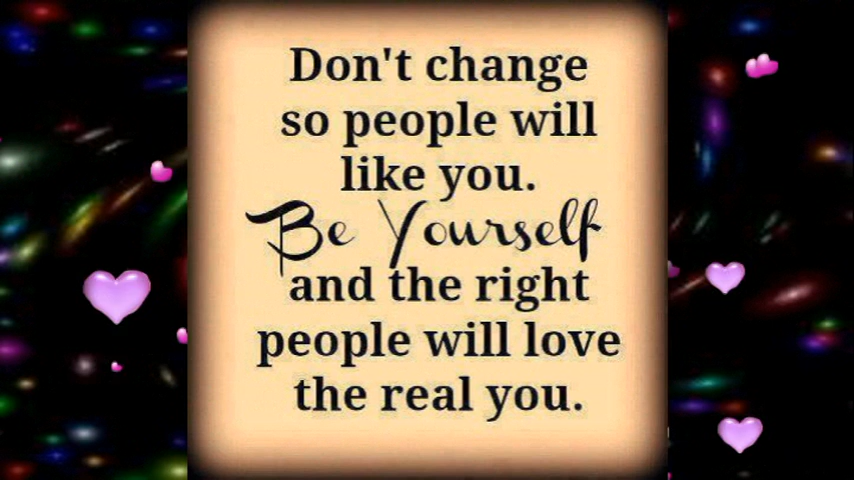 Don't change
so people will
like you.
Be Yourself
and the right
people will love
the real you.